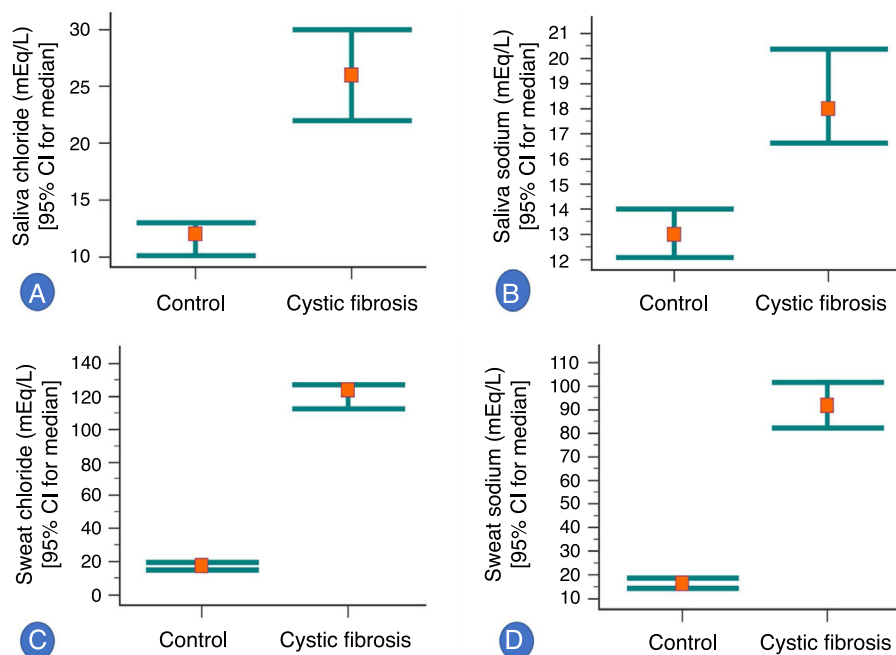 Saliva chloride (mEq/L)
[95% CI for median]
30
25
20
15
10
Control
Cystic fibrosis
A
Saliva sodium (mEq/L)
[95% CI for median]
21
20
19
18
17
16
15
14
13
12
Control
Cystic fibrosis
B
Sweat chloride (mEq/L)
[95% CI for median]
140
120
100
80
60
40
20
0
Control
Cystic fibrosis
C
Sweat sodium (mEq/L)
[95% CI for median]
110
100
90
80
70
60
50
40
30
20
10
Control
Cystic fibrosis
D